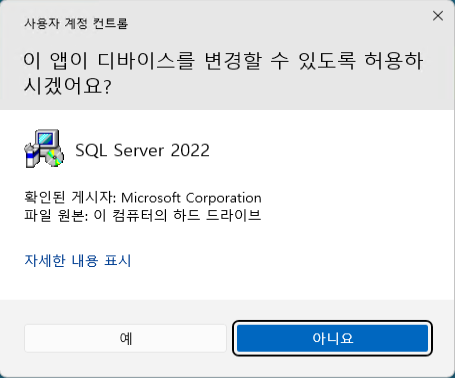 사용자 계정 컨트롤
이 앱이 디바이스를 변경할 수 있도록 허용하
시겠어요?
SQL Server 2022
확인된 게시자: Microsoft Corporation
파일 원본: 이 컴퓨터의 하드 드라이브
자세한 내용 표시
예
아니요